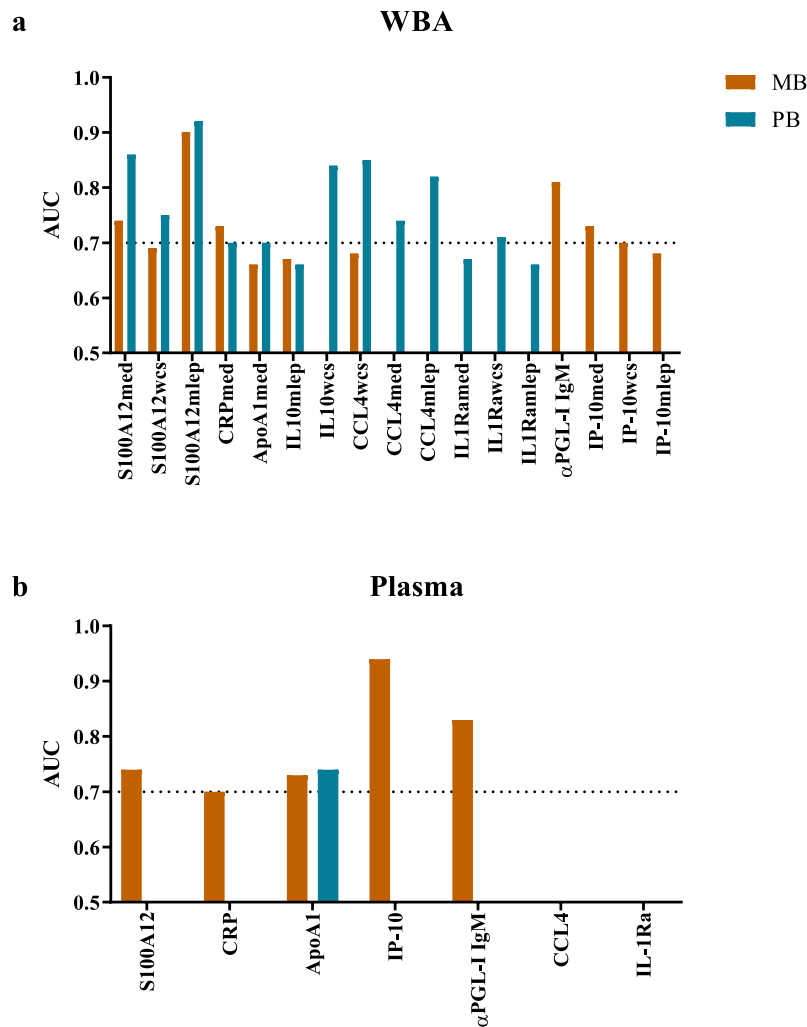 a
WBA
MB
PB
AUC
1.0
0.9
0.8
0.7
0.6
0.5
S100A12med
S100A12wcs
S100A12mlep
CRPmed
ApoA1med
IL10mlep
IL10wcs
CCL4wcs
CCL4med
CCL4mlep
IL1Ramed
IL1Rawcs
IL1Ramlep
αPGL-I IgM
IP-10med
IP-10wcs
IP-10mlep
b
Plasma
AUC
1.0
0.9
0.8
0.7
0.6
0.5
S100A12
CRP
ApoA1
IP-10
αPGL-I IgM
CCL4
IL-1Ra